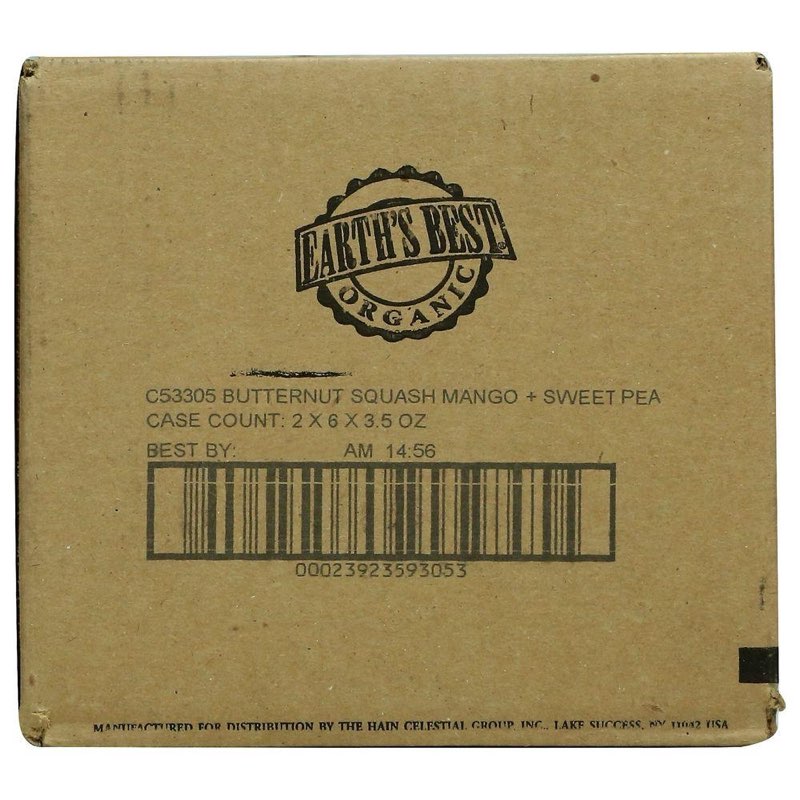 EARTH'S BEST®
ORGANIC
C53305 BUTTERNUT SQUASH MANGO + SWEET PEA
CASE COUNT: 2 X 6 X 3.5 OZ
BEST BY: AM 14:56
00023923593053
MANUFACTURED FOR DISTRIBUTION BY THE HAIN CELESTIAL GROUP, INC., LAKE SUCCESS, NY 11042 USA